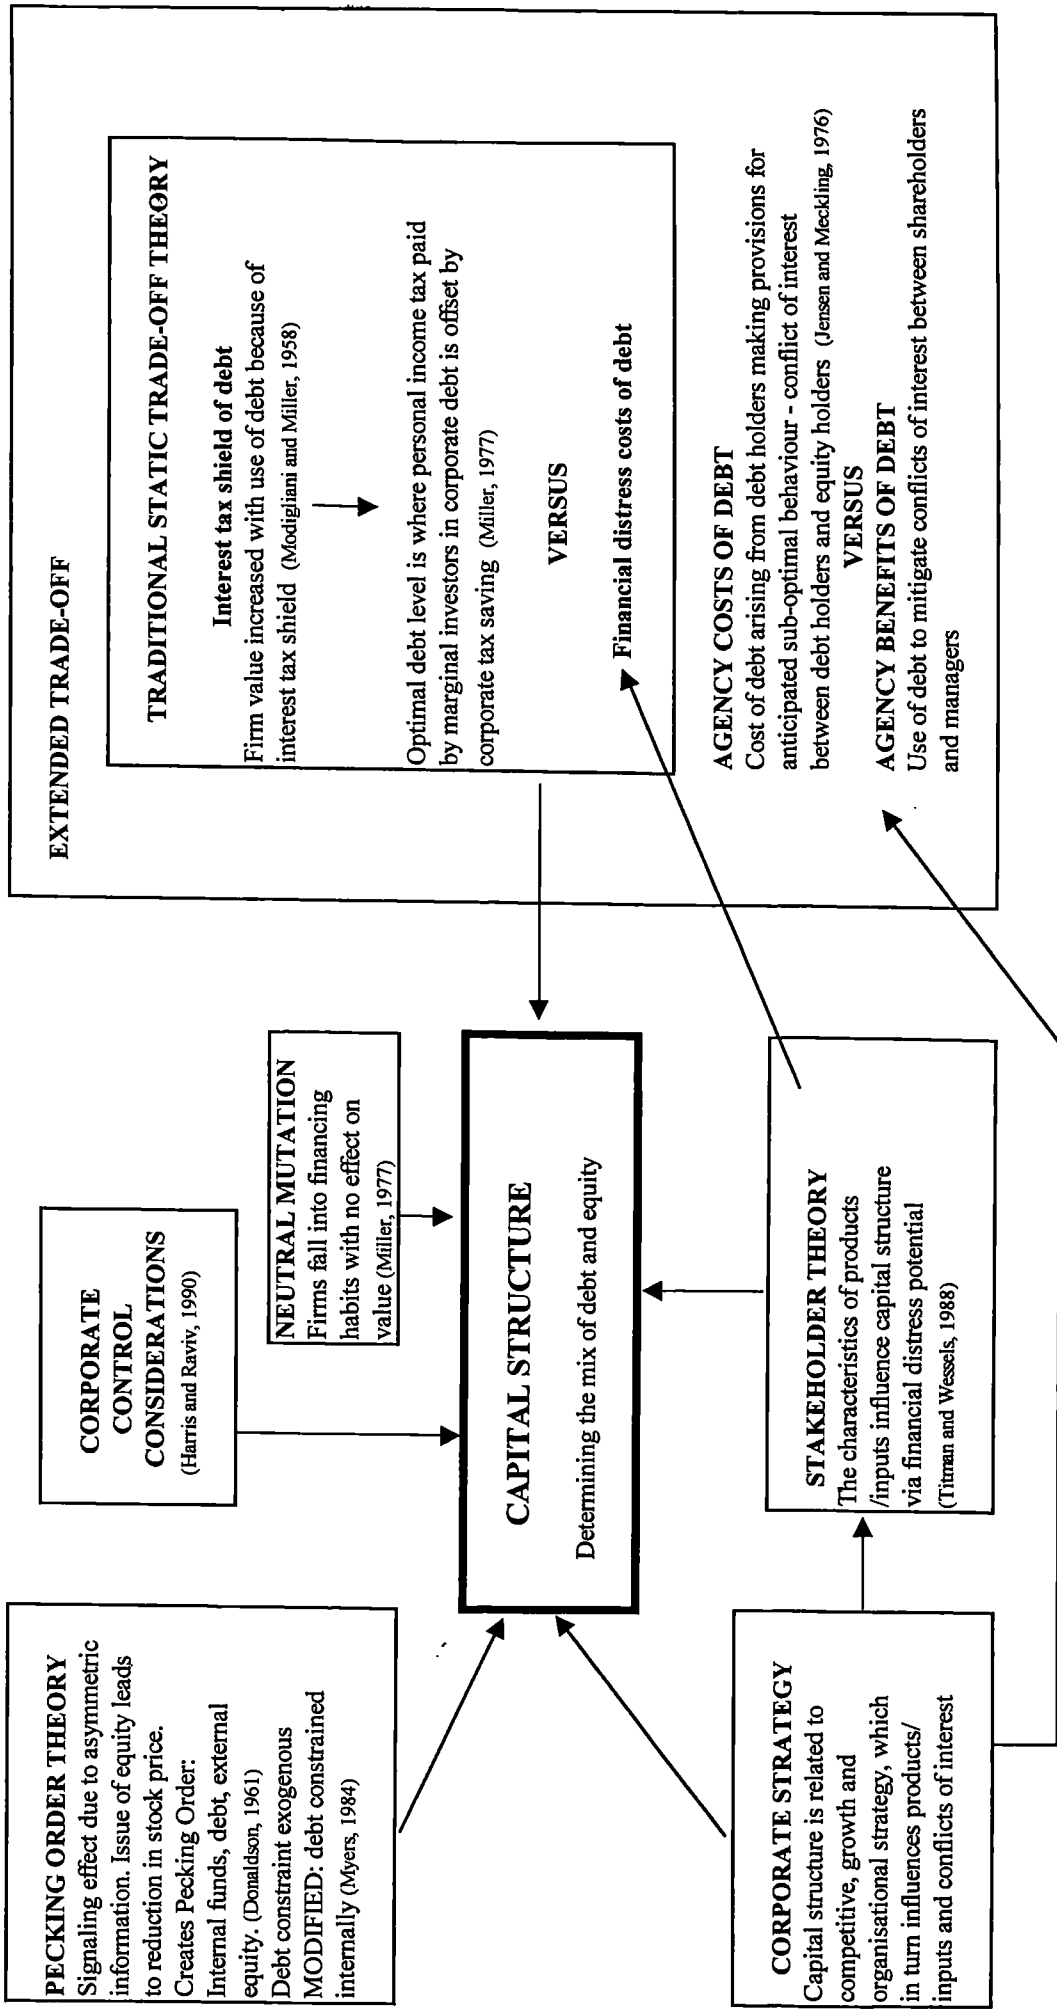 PECKING ORDER THEORY
Signaling effect due to asymmetric
information. Issue of equity leads
to reduction in stock price.
Creates Pecking Order:
Internal funds, debt, external
equity. (Donaldson, 1961)
Debt constraint exogenous
MODIFIED: debt constrained
internally (Myers, 1984)
CORPORATE
CONTROL
CONSIDERATIONS
(Harris and Raviv, 1990)
NEUTRAL MUTATION
Firms fall into financing
habits with no effect on
value (Miller, 1977)
CAPITAL STRUCTURE
Determining the mix of debt and equity
CORPORATE STRATEGY
Capital structure is related to
competitive, growth and
organisational strategy, which
in turn influences products/
inputs and conflicts of interest
STAKEHOLDER THEORY
The characteristics of products
/inputs influence capital structure
via financial distress potential
(Titman and Wessels, 1988)
EXTENDED TRADE-OFF
TRADITIONAL STATIC TRADE-OFF THEORY
Interest tax shield of debt
Firm value increased with use of debt because of
interest tax shield (Modigiani and Miller, 1958)
Optimal debt level is where personal income tax paid
by marginal investors in corporate debt is offset by
corporate tax saving (Miller, 1977)
VERSUS
Financial distress costs of debt
AGENCY COSTS OF DEBT
Cost of debt arising from debt holders making provisions for
anticipated sub-optimal behaviour - conflict of interest
between debt holders and equity holders (Jensen and Meckling, 1976)
VERSUS
AGENCY BENEFITS OF DEBT
Use of debt to mitigate conflicts of interest between shareholders
and managers